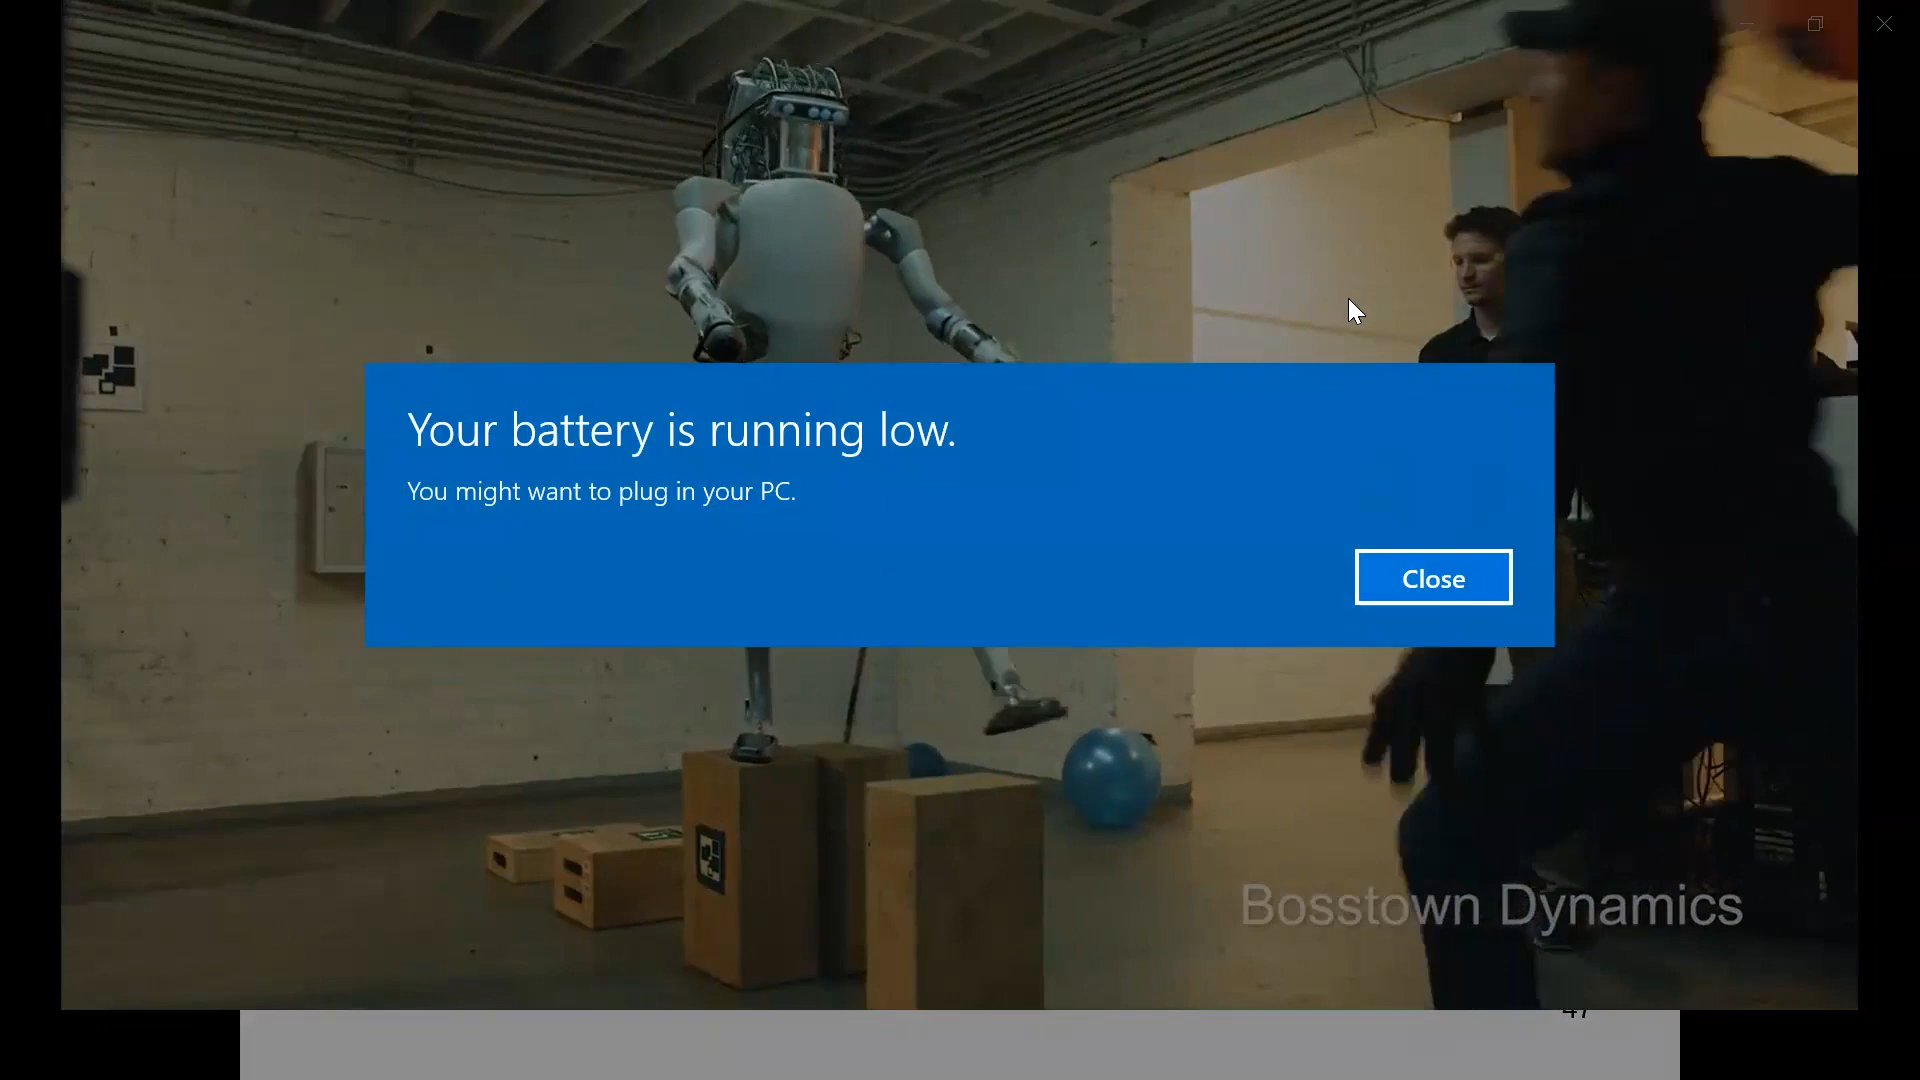 Your battery is running low.
You might want to plug in your PC.
Close
Bosstown Dynamics